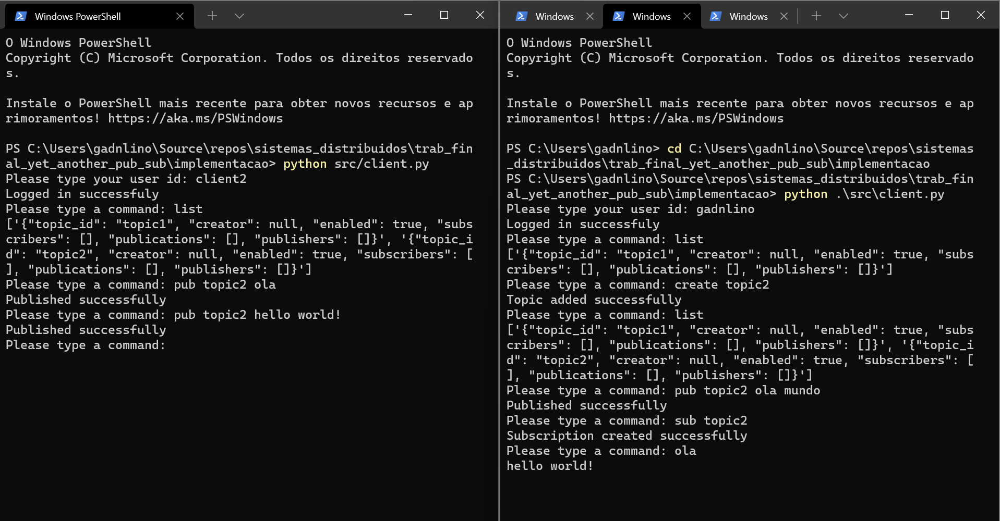 Windows PowerShell
O Windows PowerShell
Copyright (C) Microsoft Corporation. Todos os direitos reservado
s.
Instale o PowerShell mais recente para obter novos recursos e ap
rimoramentos! https://aka.ms/PSWindows
PS C:\Users\gadnlino\Source\repos\sistemas_distribuidos\trab_fin
al_yet_another_pub_sub\implementacao> python src/client.py
Please type your user id: client2
Logged in successfuly
Please type a command: list
['{"topic_id": "topic1", "creator": null, "enabled": true, "subs
cribers": [], "publications": [], "publishers": []}', '{"topic_i
d": "topic2", "creator": null, "enabled": true, "subscribers": [
], "publications": [], "publishers": []}']
Please type a command: pub topic2 ola
Published successfully
Please type a command: pub topic2 hello world!
Published successfully
Please type a command:
Windows
Windows
Windows
O Windows PowerShell
Copyright (C) Microsoft Corporation. Todos os direitos reservado
s.
Instale o PowerShell mais recente para obter novos recursos e ap
rimoramentos! https://aka.ms/PSWindows
PS C:\Users\gadnlino> cd C:\Users\gadnlino\Source\repos\sistemas
_distribuidos\trab_final_yet_another_pub_sub\implementacao
PS C:\Users\gadnlino\Source\repos\sistemas_distribuidos\trab_fin
al_yet_another_pub_sub\implementacao> python .\src\client.py
Please type your user id: gadnlino
Logged in successfuly
Please type a command: list
['{"topic_id": "topic1", "creator": null, "enabled": true, "subs
cribers": [], "publications": [], "publishers": []}']
Please type a command: create topic2
Topic added successfully
Please type a command: list
['{"topic_id": "topic1", "creator": null, "enabled": true, "subs
cribers": [], "publications": [], "publishers": []}', '{"topic_i
d": "topic2", "creator": null, "enabled": true, "subscribers": [
], "publications": [], "publishers": []}']
Please type a command: pub topic2 ola mundo
Published successfully
Please type a command: sub topic2
Subscription created successfully
Please type a command: ola
hello world!